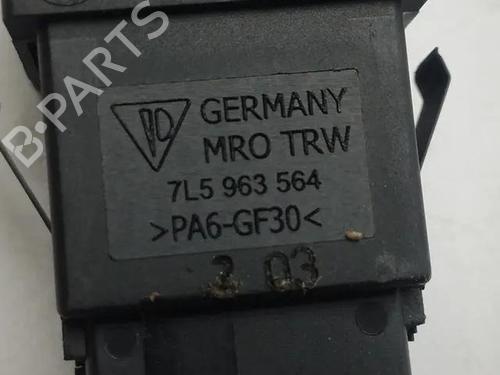 B-PARTS
GERMANY
MRO TRW
7L5 963 564
>PA6-GF30<
2 03